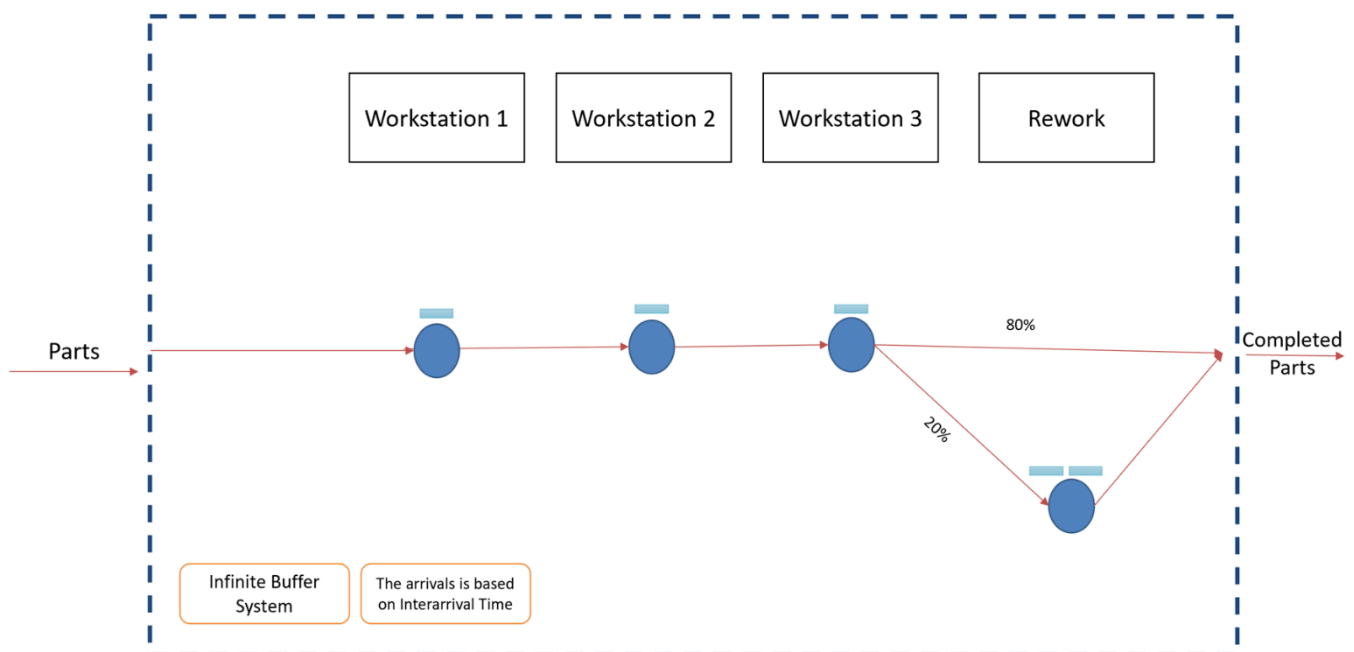 Workstation 1
Workstation 2
Workstation 3
Rework
80%
Parts
Completed
Parts
20%
Infinite Buffer
System
The arrivals is based
on Interarrival Time